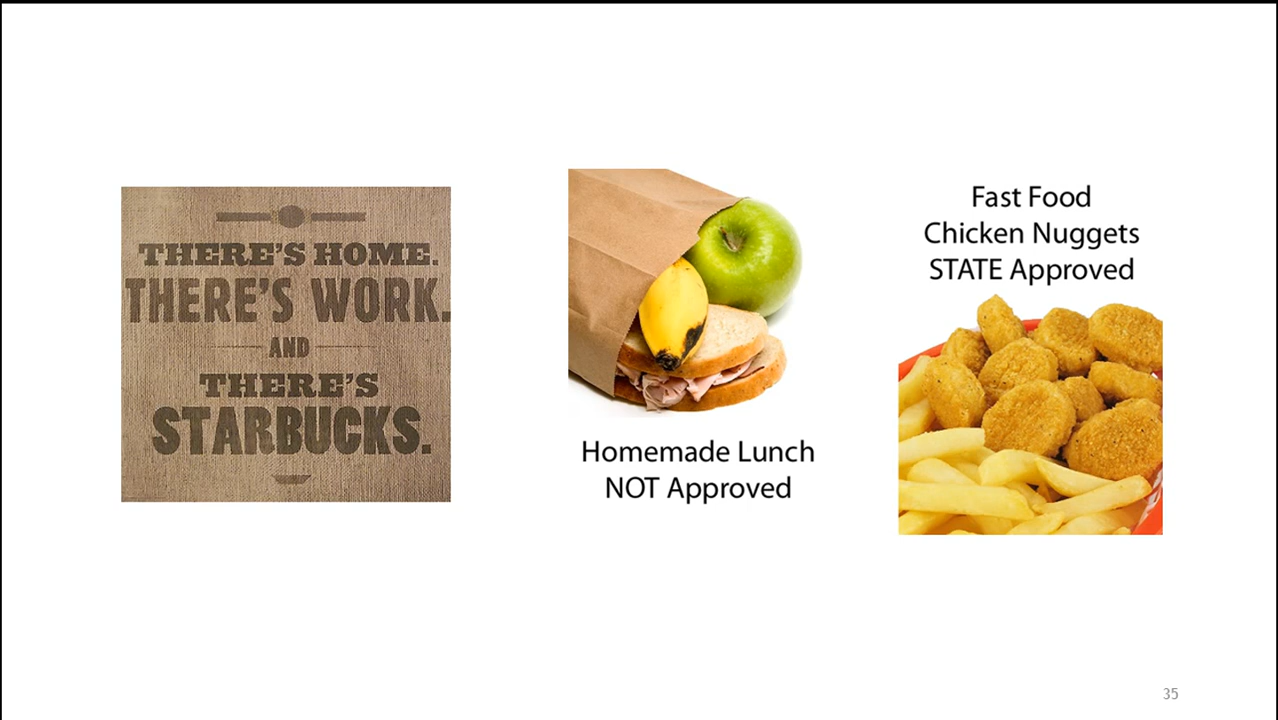 THERE'S HOME.
THERE'S WORK.
AND
THERE'S
STARBUCKS.
Homemade Lunch
NOT Approved
Fast Food
Chicken Nuggets
STATE Approved
35